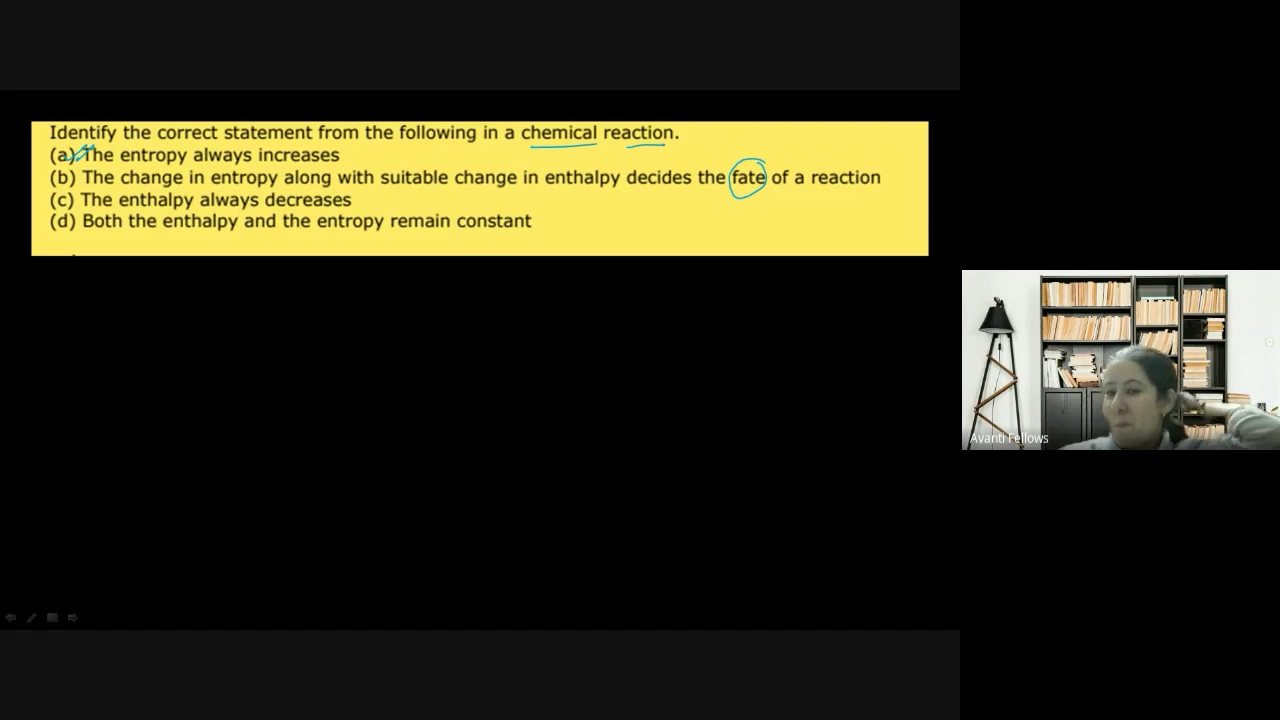 Identify the correct statement from the following in a chemical reaction.
(a) The entropy always increases
(b) The change in entropy along with suitable change in enthalpy decides the fate of a reaction
(c) The enthalpy always decreases
(d) Both the enthalpy and the entropy remain constant
Avanti Fellows